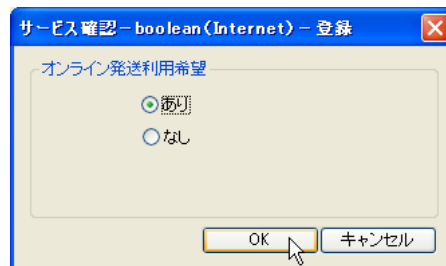 サービス確認－boolean（Internet）－登録
オンライン発送利用希望
あり
なし
OK
キャンセル